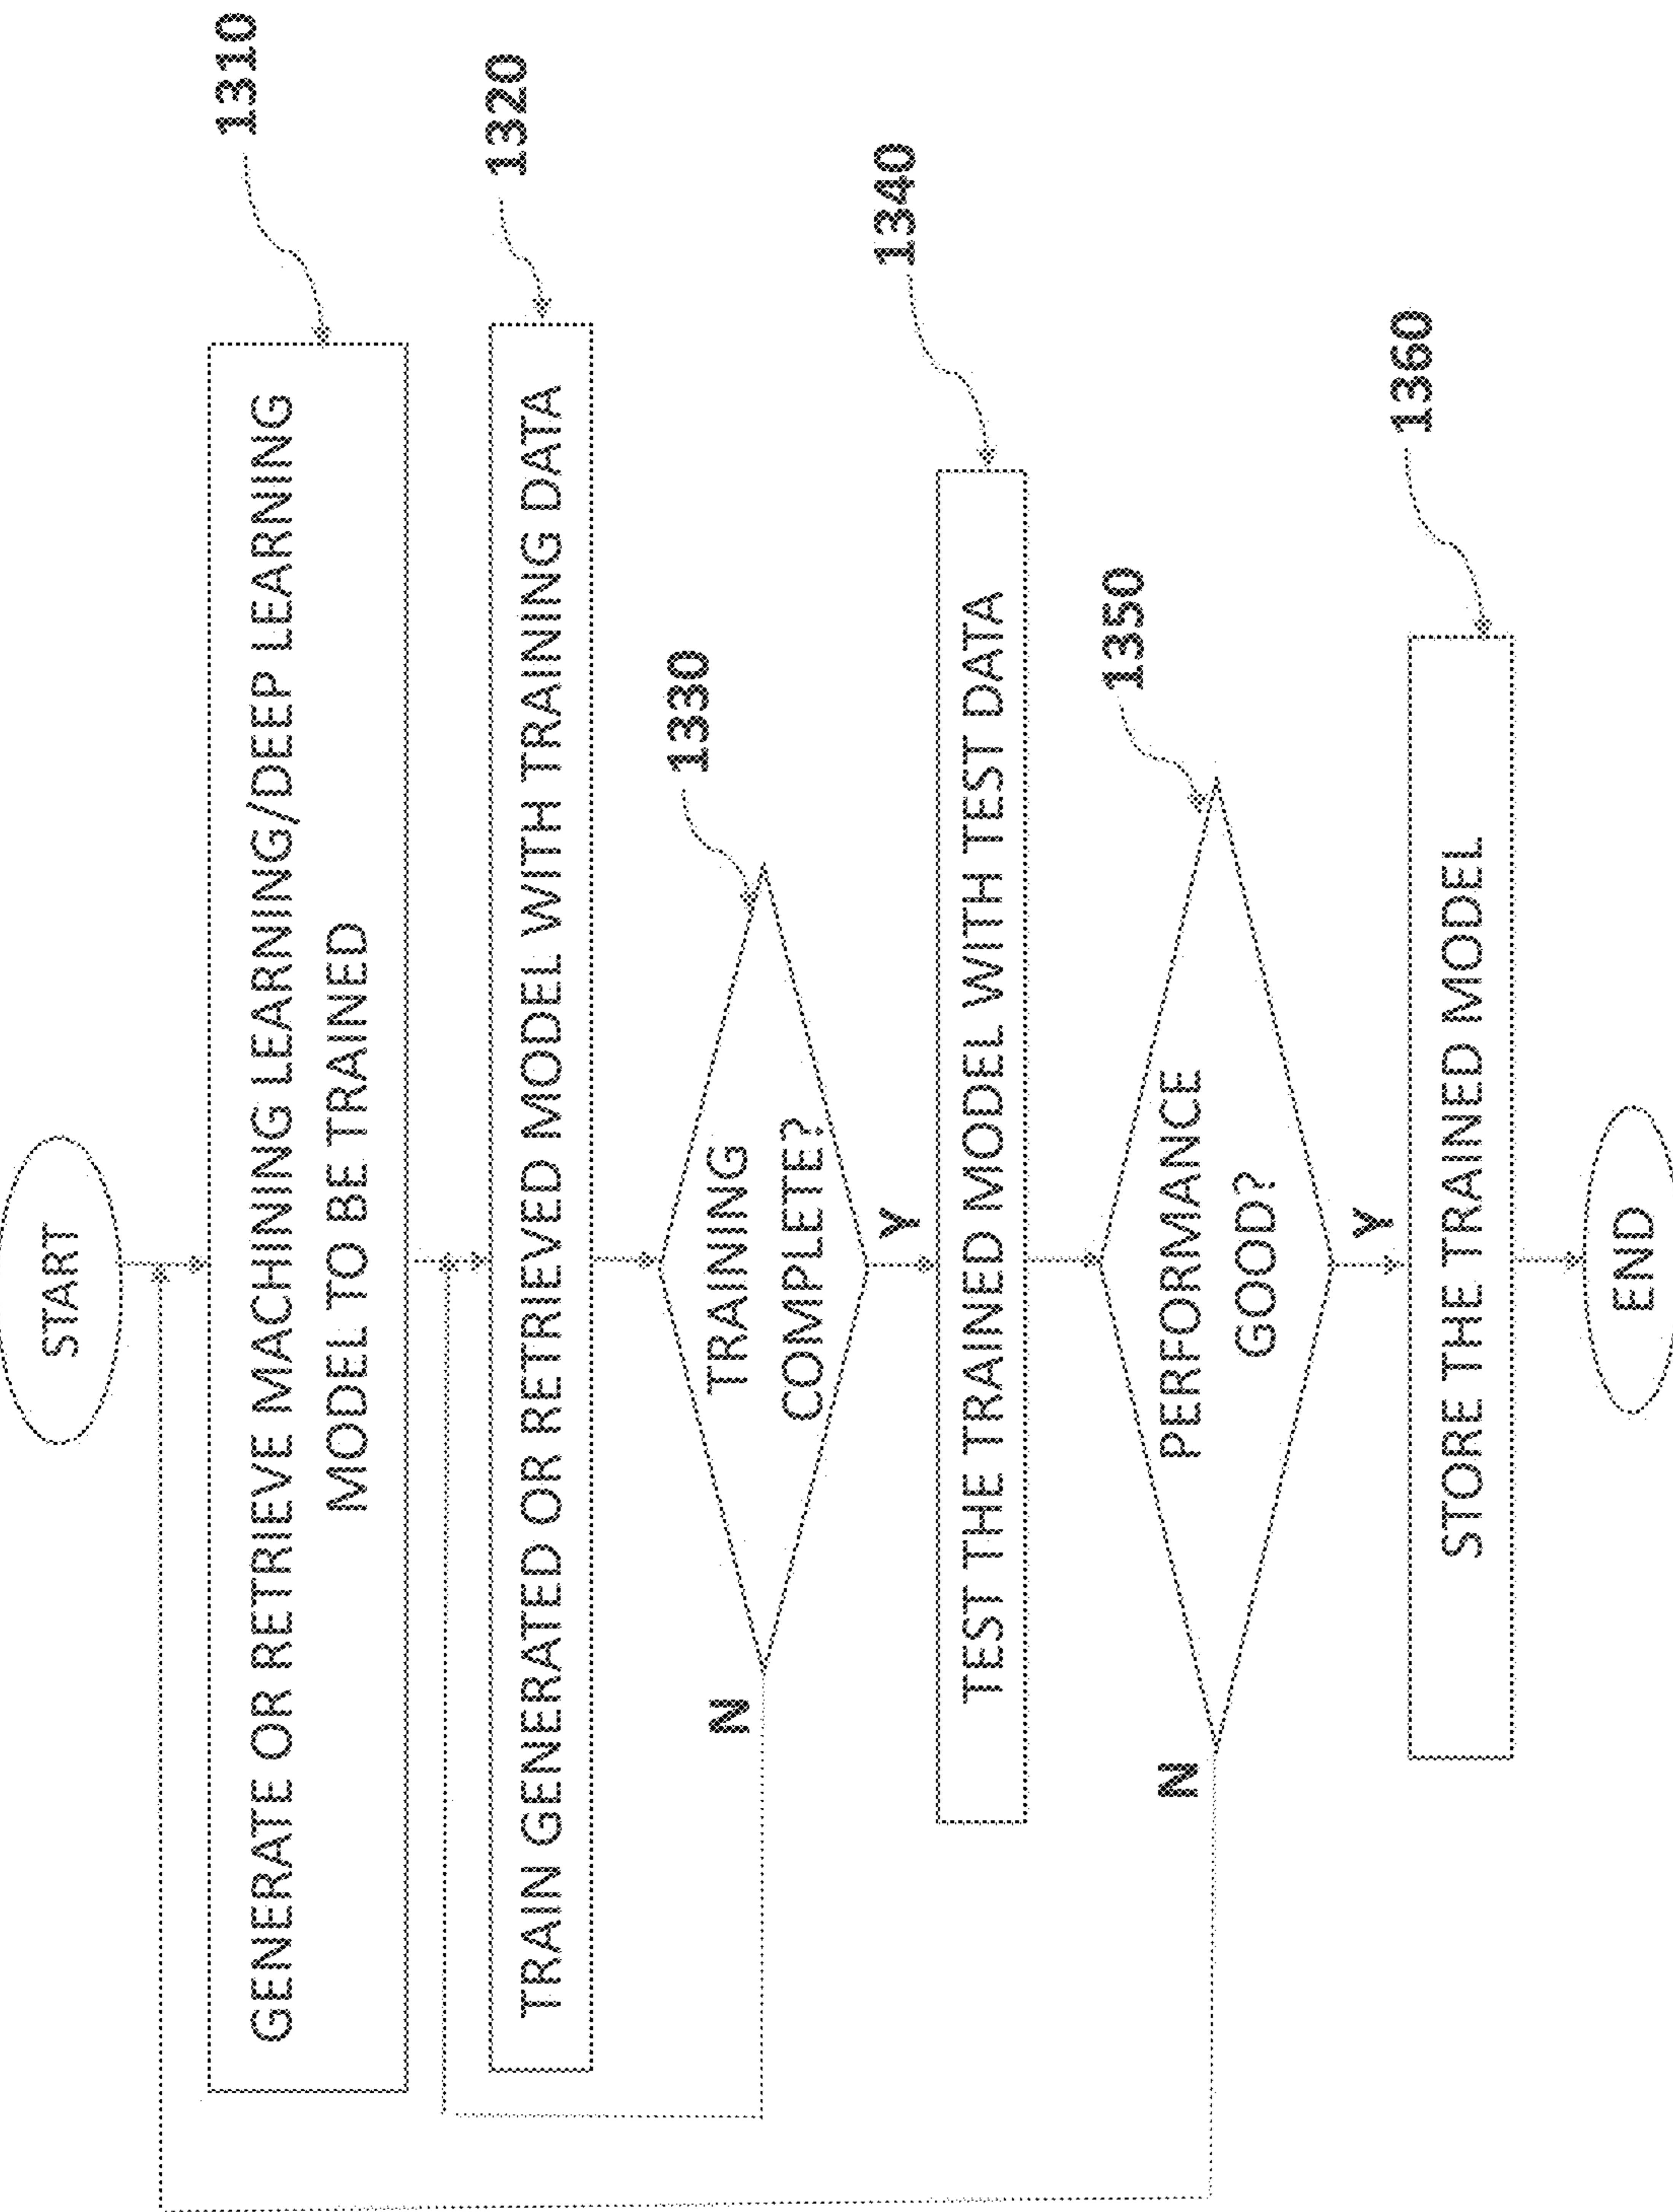 START
1310
GENERATE OR RETRIEVE MACHINING LEARNING/DEEP LEARNING
MODEL TO BE TRAINED
1320
TRAIN GENERATED OR RETRIEVED MODEL WITH TRAINING DATA
1330
TRAINING
COMPLETE?
N
Y
1340
TEST THE TRAINED MODEL WITH TEST DATA
1350
PERFORMANCE
GOOD?
N
Y
1360
STORE THE TRAINED MODEL
END